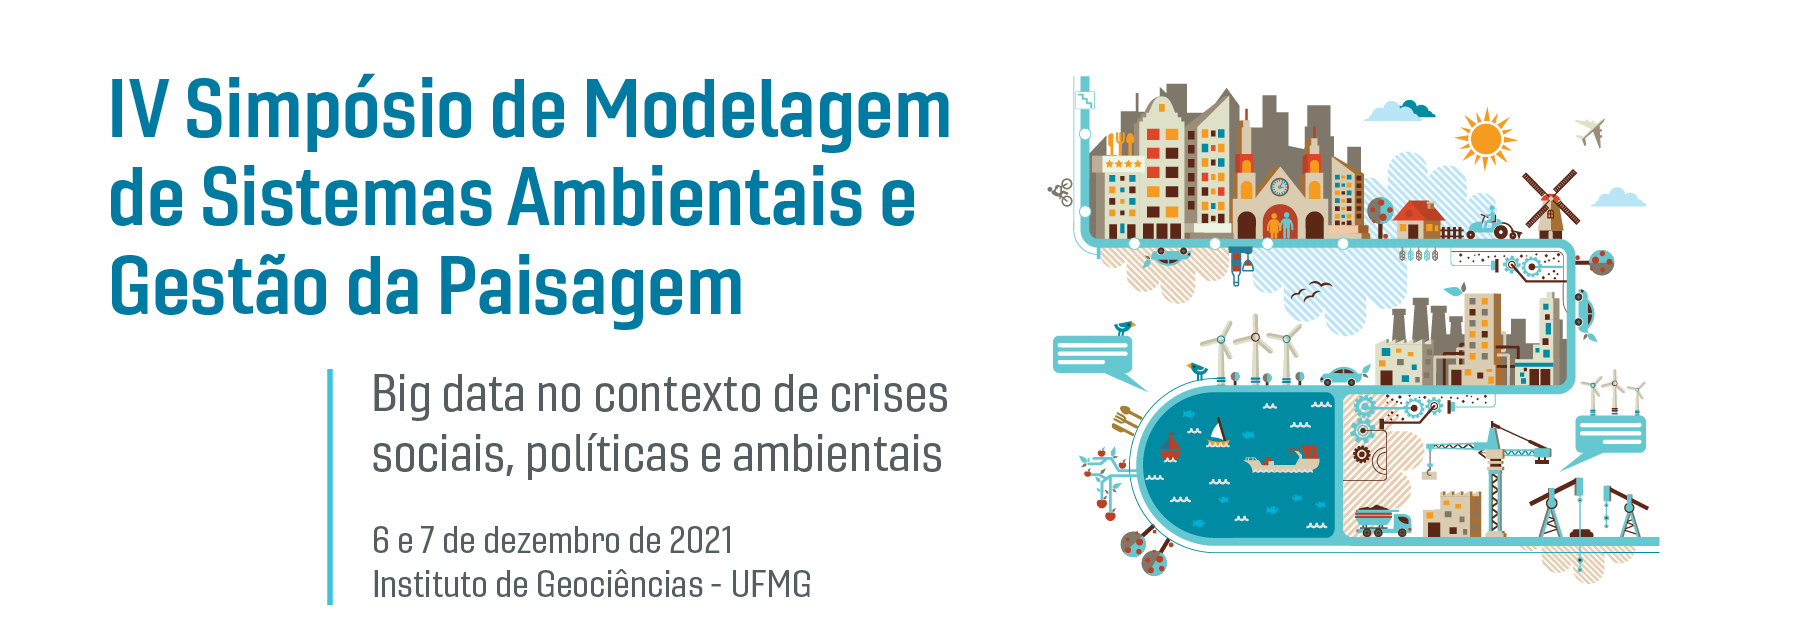 IV Simpósio de Modelagem
de Sistemas Ambientais e
Gestão da Paisagem
Big data no contexto de crises
sociais, políticas e ambientais
6 e 7 de dezembro de 2021
Instituto de Geociências - UFMG